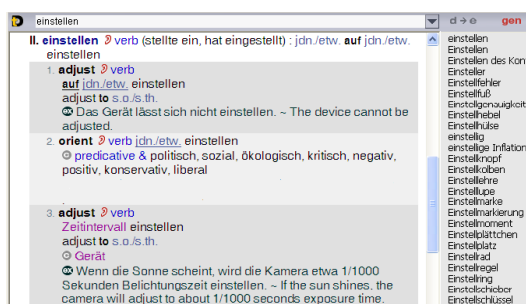 einstellen
d → e gen
II. einstellen verb (stellte ein, hat eingestellt) : jdn./etw. auf jdn./etw.
einstellen
1. adjust verb
auf jdn./etw. einstellen
adjust to s.o./s.th.
Das Gerät lässt sich nicht einstellen. ~ The device cannot be
adjusted.
2. orient verb jdn./etw. einstellen
predicative & politisch, sozial, ökologisch, kritisch, negativ,
positiv, konservativ, liberal
3. adjust verb
Zeitintervall einstellen
adjust to s.o./s.th.
Gerät
Wenn die Sonne scheint, wird die Kamera etwa 1/1000
Sekunden Belichtungszeit einstellen. ~ If the sun shines, the
camera will adjust to about 1/1000 seconds exposure time.
einstellen
Einstellen
Einstellen des Kon
Einsteller
Einstellfehler
Einstellfuß
Einstellgenauigkeit
Einstellhebel
Einstellhülse
einstellig
einstellige Inflation
Einstellknopf
Einstellkolben
Einstelllehre
Einstelllupe
Einstellmarke
Einstellmarkierung
Einstellmoment
Einstellplättchen
Einstellplatz
Einstellrad
Einstellregel
Einstellring
Einstellschieber
Einstellschlüssel